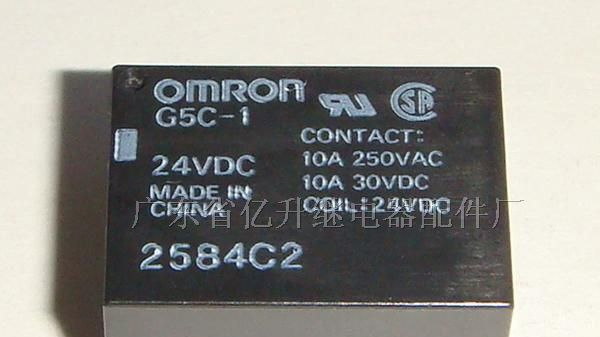 OMRON
G5C-1
24VDC
MADE IN
CHINA
2584C2
CONTACT:
10A 250VAC
10A 30VDC
COIL:24VDC
广东省亿升继电器配件厂